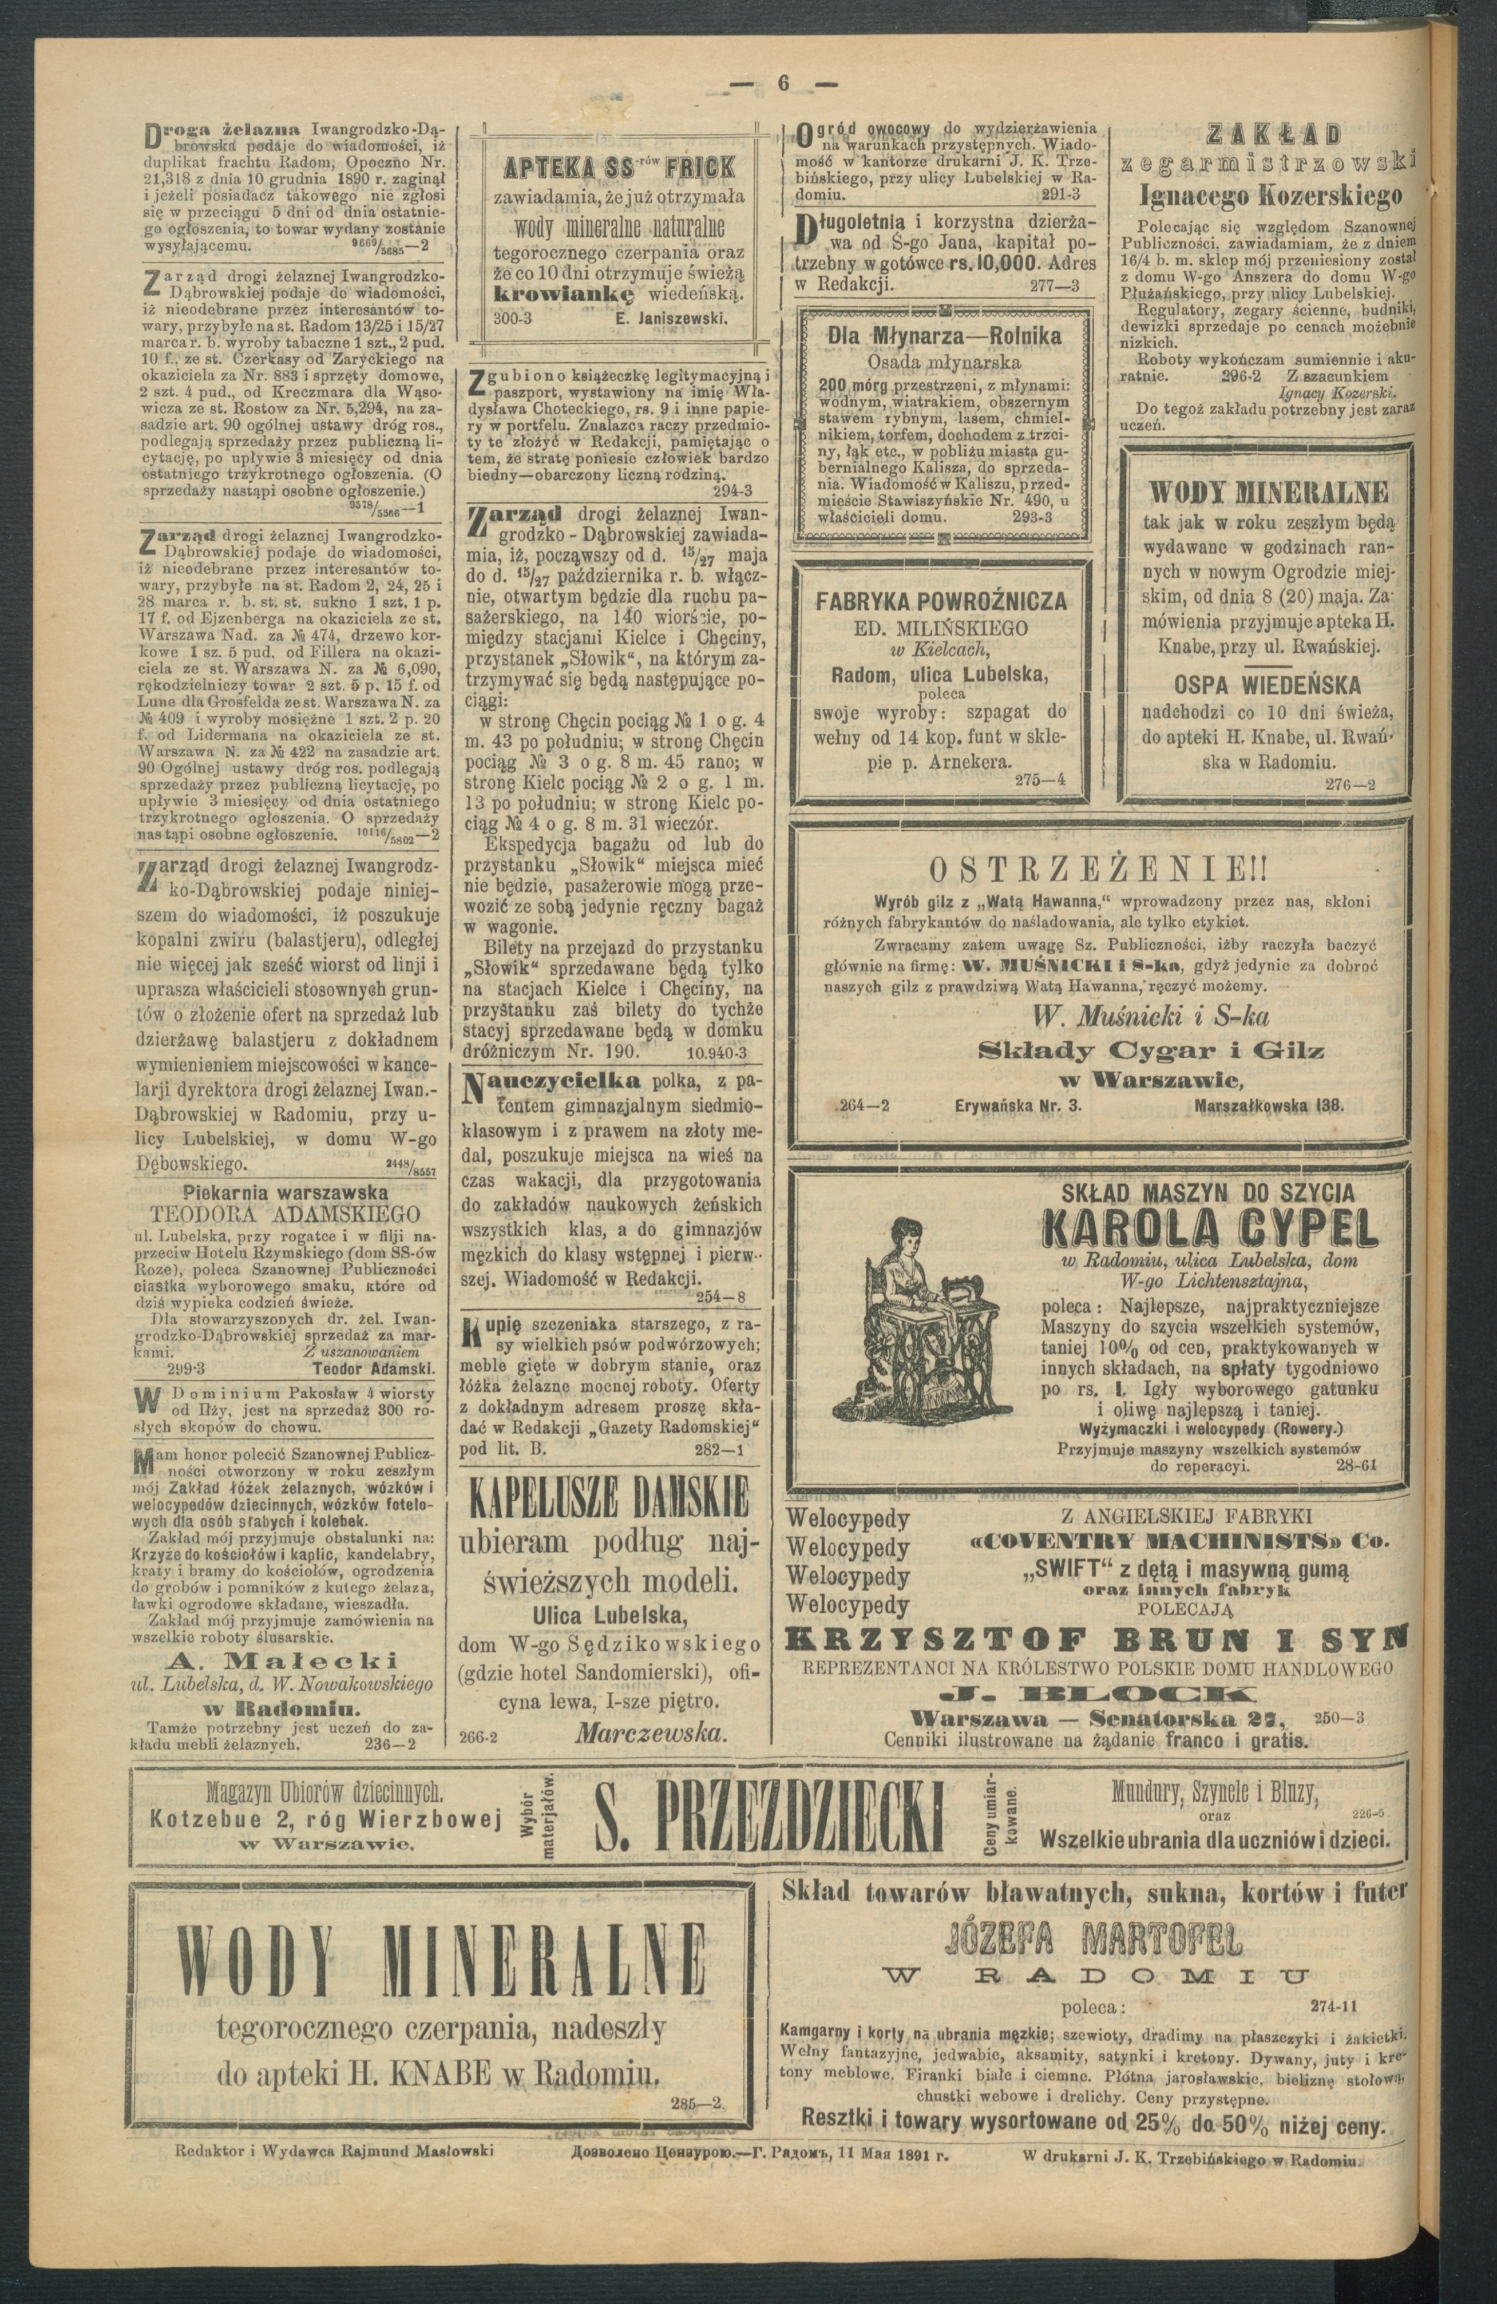 — 6 —
Droga żelazna Iwangrodzko-Dą-
browska podaje do wiadomości, iż
duplikat frachtu Radom, Opoczno Nr.
21,318 z dnia 10 grudnia 1890 r. zaginął
i jeżeli posiadacz takowego nie zgłosi
się w przeciągu 5 dni od dnia ostatnie-
go ogłoszenia, to towar wydany zostanie
wysyłającemu. 9669/5685—2
Zarząd drogi żelaznej Iwangrodzko-
Dąbrowskiej podaje do wiadomości,
iż nieodebrane przez interesantów to-
wary, przybyłe na st. Radom 13/25 i 15/27
marca r. b. wyroby tabaczne 1 szt., 2 pud.
10 f., ze st. Czerkasy od Zaryckiego na
okaziciela za Nr. 883 i sprzęty domowe,
2 szt. 4 pud., od Kreczmara dla Wąso-
wicza ze st. Rostow za Nr. 5,294, na za-
sadzie art. 90 ogólnej ustawy dróg ros.,
podlegają sprzedaży przez publiczną li-
cytację, po upływie 3 miesięcy od dnia
ostatniego trzykrotnego ogłoszenia. (O
sprzedaży nastąpi osobne ogłoszenie.)
9578/5566—1
Zarząd drogi żelaznej Iwangrodzko-
Dąbrowskiej podaje do wiadomości,
iż nieodebrane przez interesantów to-
wary, przybyłe na st. Radom 2, 24, 25 i
28 marca r. b. st. st. sukno 1 szt. 1 p.
17 f. od Ejzenberga na okaziciela ze st.
Warszawa Nad. za № 474, drzewo kor-
kowe 1 sz. 5 pud. od Fillera na okazi-
ciela ze st. Warszawa N. za № 6,090,
rękodzielniczy towar 2 szt. 5 p. 15 f. od
Lune dla Grosfelda ze st. Warszawa N. za
№ 409 i wyroby mosiężne 1 szt. 2 p. 20
f. od Lidermana na okaziciela ze st.
Warszawa N. za № 422 na zasadzie art.
90 Ogólnej ustawy dróg ros. podlegają
sprzedaży przez publiczną licytację, po
upływie 3 miesięcy od dnia ostatniego
trzykrotnego ogłoszenia. O sprzedaży
nastąpi osobne ogłoszenie. 10116/5802—2
Zarząd drogi żelaznej Iwangrodz-
ko-Dąbrowskiej podaje niniej-
szem do wiadomości, iż poszukuje
kopalni zwiru (balastjeru), odległej
nie więcej jak sześć wiorst od linji i
uprasza właścicieli stosownych grun-
tów o złożenie ofert na sprzedaż lub
dzierżawę balastjeru z dokładnem
wymienieniem miejscowości w kance-
larji dyrektora drogi żelaznej Iwan.-
Dąbrowskiej w Radomiu, przy u-
licy Lubelskiej, w domu W-go
Dębowskiego. 2448/8557
Piekarnia warszawska
TEODORA ADAMSKIEGO
ul. Lubelska, przy rogatce i w filji na-
przeciw Hotelu Rzymskiego (dom SS-ów
Roze), poleca Szanownej Publiczności
ciastka wyborowego smaku, które od
dziś wypieka codzień świeże.
Dla stowarzyszonych dr. żel. Iwan-
grodzko-Dąbrowskiej sprzedaż za mar-
kami. Z uszanowaniem
299-3 Teodor Adamski.
W Dominium Pakosław 4 wiorsty
od Iłży, jest na sprzedaż 300 ro-
słych skopów do chowu.
Mam honor polecić Szanownej Publicz-
ności otworzony w roku zeszłym
mój Zakład łóżek żelaznych, wózków i
welocypedów dziecinnych, wózków fotelo-
wych dla osób słabych i kolebek.
Zakład mój przyjmuje obstalunki na:
Krzyże do kościołów i kaplic, kandelabry,
kraty i bramy do kościołów, ogrodzenia
do grobów i pomników z kutego żelaza,
ławki ogrodowe składane, wieszadła.
Zakład mój przyjmuje zamówienia na
wszelkie roboty ślusarskie.
A. Małecki
ul. Lubelska, d. W. Nowakowskiego
w Radomiu.
Tamże potrzebny jest uczeń do za-
kładu mebli żelaznych. 236—2
APTEKA SS-rów FRICK
zawiadamia, że już otrzymała
wody mineralne naturalne
tegorocznego czerpania oraz
że co 10 dni otrzymuje świeżą
krowiankę wiedeńską.
300-3 E. Janiszewski.
Zgubiono książeczkę legitymacyjną i
paszport, wystawiony na imię Wła-
dysława Choteckiego, rs. 9 i inne papie-
ry w portfelu. Znalazca raczy przedmio-
ty te złożyć w Redakcji, pamiętając o
tem, że stratę poniesie człowiek bardzo
biedny—obarczony liczną rodziną.
294-3
Zarząd drogi żelaznej Iwan-
grodzko-Dąbrowskiej zawiada-
mia, iż, począwszy od d. 15/27 maja
do d. 15/27 października r. b. włącz-
nie, otwartym będzie dla ruchu pa-
sażerskiego, na 140 wiorście, po-
między stacjami Kielce i Chęciny,
przystanek „Słowik“, na którym za-
trzymywać się będą następujące po-
ciągi:
w stronę Chęcin pociąg № 1 o g. 4
m. 43 po południu; w stronę Chęcin
pociąg № 3 o g. 8 m. 45 rano; w
stronę Kielc pociąg № 2 o g. 1 m.
13 po południu; w stronę Kielc po-
ciąg № 4 o g. 8 m. 31 wieczór.
Ekspedycja bagażu od lub do
przystanku „Słowik“ miejsca mieć
nie będzie, pasażerowie mogą prze-
wozić ze sobą jedynie ręczny bagaż
w wagonie.
Bilety na przejazd do przystanku
„Słowik“ sprzedawane będą tylko
na stacjach Kielce i Chęciny, na
przystanku zaś bilety do tychże
stacyj sprzedawane będą w domku
dróżniczym Nr. 190. 10.940-3
Nauczycielka polka, z pa-
tentem gimnazjalnym siedmio-
klasowym i z prawem na złoty me-
dal, poszukuje miejsca na wieś na
czas wakacji, dla przygotowania
do zakładów naukowych żeńskich
wszystkich klas, a do gimnazjów
męzkich do klasy wstępnej i pierw-
szej. Wiadomość w Redakcji.
254—8
Kupię szczeniaka starszego, z ra-
sy wielkich psów podwórzowych;
meble gięte w dobrym stanie, oraz
łóżka żelazne mocnej roboty. Oferty
z dokładnym adresem proszę skła-
dać w Redakcji „Gazety Radomskiej“
pod lit. B. 282—1
KAPELUSZE DAMSKIE
ubieram podług naj-
świeższych modeli.
Ulica Lubelska,
dom W-go Sędzikowskiego
(gdzie hotel Sandomierski), ofi-
cyna lewa, I-sze piętro.
266-2 Marczewska.
Ogród owocowy do wydzierżawienia
na warunkach przystępnych. Wiado-
mość w kantorze drukarni J. K. Trze-
bińskiego, przy ulicy Lubelskiej w Ra-
domiu. 291-3
Długoletnia i korzystna dzierża-
wa od Ś-go Jana, kapitał po-
trzebny w gotówce rs. 10,000. Adres
w Redakcji. 277—3
Dla Młynarza—Rolnika
Osada młynarska
200 mórg przestrzeni, z młynami:
wodnym, wiatrakiem, obszernym
stawem rybnym, lasem, chmiel-
nikiem, torfem, dochodem z trzci-
ny, łąk etc., w pobliżu miasta gu-
bernialnego Kalisza, do sprzeda-
nia. Wiadomość w Kaliszu, przed-
mieście Stawiszyńskie Nr. 490, u
właścicieli domu. 293-3
FABRYKA POWROŹNICZA
ED. MILIŃSKIEGO
w Kielcach,
Radom, ulica Lubelska,
poleca
swoje wyroby: szpagat do
wełny od 14 kop. funt w skle-
pie p. Arnekera.
275—4
ZAKŁAD
zegarmistrzowski
Ignacego Kozerskiego
Polecając się względom Szanownej
Publiczności, zawiadamiam, że z dniem
16/4 b. m. sklep mój przeniesiony został
z domu W-go Anszera do domu W-go
Płużańskiego, przy ulicy Lubelskiej.
Regulatory, zegary ścienne, budniki,
dewizki sprzedaje po cenach możebnie
nizkich.
Roboty wykończam sumiennie i aku-
ratnie. 296-2 Z szacunkiem
Ignacy Kozerski.
Do tegoż zakładu potrzebny jest zaraz
uczeń.
WODY MINERALNE
tak jak w roku zeszłym będą
wydawane w godzinach ran-
nych w nowym Ogrodzie miej-
skim, od dnia 8 (20) maja. Za-
mówienia przyjmuje apteka H.
Knabe, przy ul. Rwańskiej.
OSPA WIEDEŃSKA
nadchodzi co 10 dni świeża,
do apteki H. Knabe, ul. Rwań-
ska w Radomiu.
276—2
OSTRZEŻENIE!!
Wyrób gilz z „Watą Hawanna,“ wprowadzony przez nas, skłoni
różnych fabrykantów do naśladowania, ale tylko etykiet.
Zwracamy zatem uwagę Sz. Publiczności, iżby raczyła baczyć
głównie na firmę: W. MUŚNICKI i S-ka, gdyż jedynie za dobroć
naszych gilz z prawdziwą Watą Hawanna, ręczyć możemy.
W. Muśnicki i S-ka
Składy Cygar i Gilz
w Warszawie,
264—2 Erywańska Nr. 3. Marszałkowska 138.
SKŁAD MASZYN DO SZYCIA
KAROLA GYPEL
w Radomiu, ulica Lubelska, dom
W-go Lichtensztajna,
poleca: Najlepsze, najpraktyczniejsze
Maszyny do szycia wszelkich systemów,
taniej 10% od cen, praktykowanych w
innych składach, na spłaty tygodniowo
po rs. 1. Igły wyborowego gatunku
i oliwę najlepszą i taniej.
Wyżymaczki i welocypedy (Rowery.)
Przyjmuje maszyny wszelkich systemów
do reperacyi. 28-61
Welocypedy
Welocypedy
Welocypedy
Welocypedy
Z ANGIELSKIEJ FABRYKI
«COVENTRY MACHINISTS» Co.
„SWIFT“ z dętą i masywną gumą
oraz innych fabryk
POLECAJĄ
KRZYSZTOF BRUN I SYN
REPREZENTANCI NA KRÓLESTWO POLSKIE DOMU HANDLOWEGO
J. BLOCK
Warszawa — Senatorska 27, 250—3
Cenniki ilustrowane na żądanie franco i gratis.
Magazyn Ubiorów dziecinnych.
Kotzebue 2, róg Wierzbowej
w Warszawie.
Wybór
materjałów.
S. PRZEZDZIECKI
Ceny umiar-
kowane.
Mundury, Szynele i Bluzy,
oraz 226-5
Wszelkie ubrania dla uczniów i dzieci.
WODY MINERALNE
tegorocznego czerpania, nadeszły
do apteki H. KNABE w Radomiu.
285—2
Skład towarów bławatnych, sukna, kortów i futer
JÓZEFA MARTOFEL
W RADOMIU
poleca: 274-11
Kamgarny i korty na ubrania męzkie; szewioty, dradimy na płaszczyki i żakietki.
Wełny fantazyjne, jedwabie, aksamity, satynki i kretony. Dywany, juty i kre-
tony meblowe. Firanki białe i ciemne. Płótna jarosławskie, bieliznę stołową,
chustki webowe i drelichy. Ceny przystępne.
Resztki i towary wysortowane od 25% do 50% niżej ceny.
Redaktor i Wydawca Rajmund Masłowski Дозволено Цензурою.—Г. Радомъ, 11 Мая 1891 г. W drukarni J. K. Trzebińskiego w Radomiu.